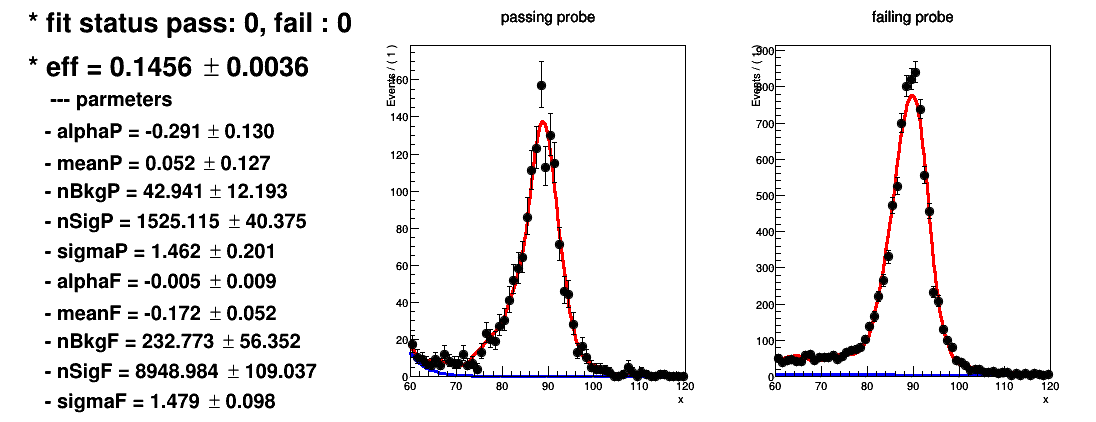 * fit status pass: 0, fail : 0
* eff = 0.1456 ± 0.0036
--- parmeters
- alphaP = -0.291 ± 0.130
- meanP = 0.052 ± 0.127
- nBkgP = 42.941 ± 12.193
- nSigP = 1525.115 ± 40.375
- sigmaP = 1.462 ± 0.201
- alphaF = -0.005 ± 0.009
- meanF = -0.172 ± 0.052
- nBkgF = 232.773 ± 56.352
- nSigF = 8948.984 ± 109.037
- sigmaF = 1.479 ± 0.098
passing probe
Events / ( 1 )
160
140
120
100
80
60
40
20
0
60 70 80 90 100 110 120
x
failing probe
Events / ( 1 )
900
800
700
600
500
400
300
200
100
0
60 70 80 90 100 110 120
x